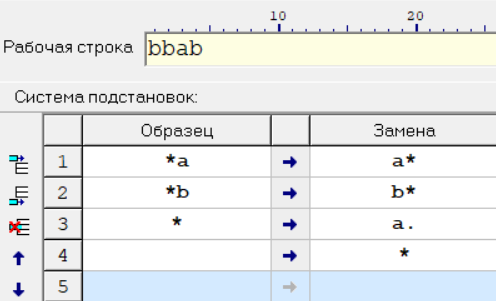 10 20
Рабочая строка bbab
Система подстановок:
Образец Замена
1 *a → a*
2 *b → b*
3 * → a.
4 → *
5 →